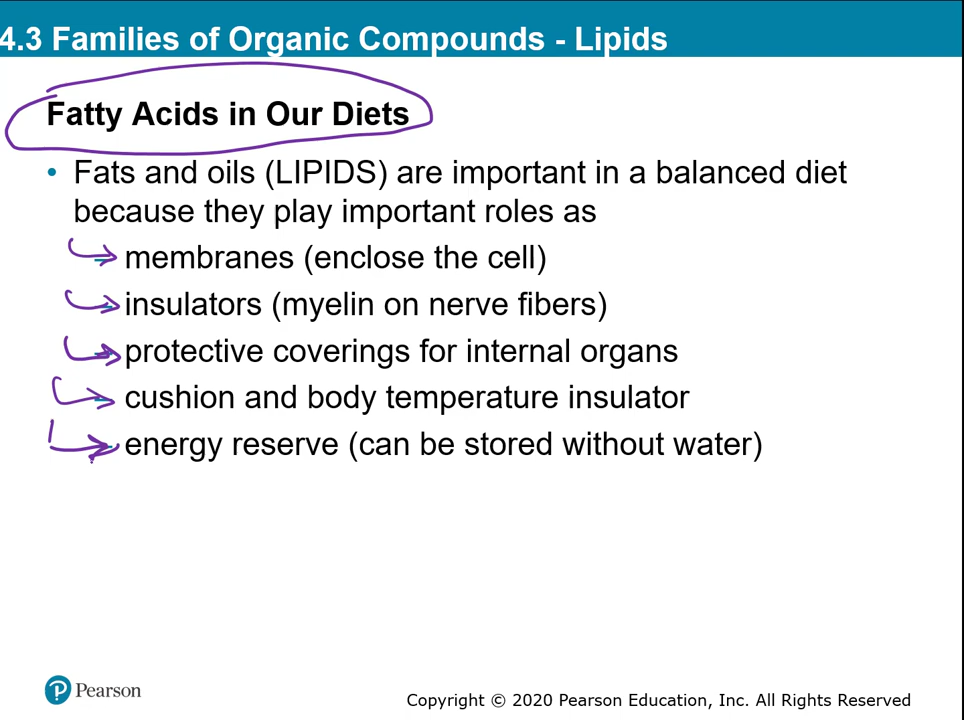 4.3 Families of Organic Compounds - Lipids
Fatty Acids in Our Diets
• Fats and oils (LIPIDS) are important in a balanced diet
because they play important roles as
– membranes (enclose the cell)
– insulators (myelin on nerve fibers)
– protective coverings for internal organs
– cushion and body temperature insulator
– energy reserve (can be stored without water)
P Pearson
Copyright © 2020 Pearson Education, Inc. All Rights Reserved